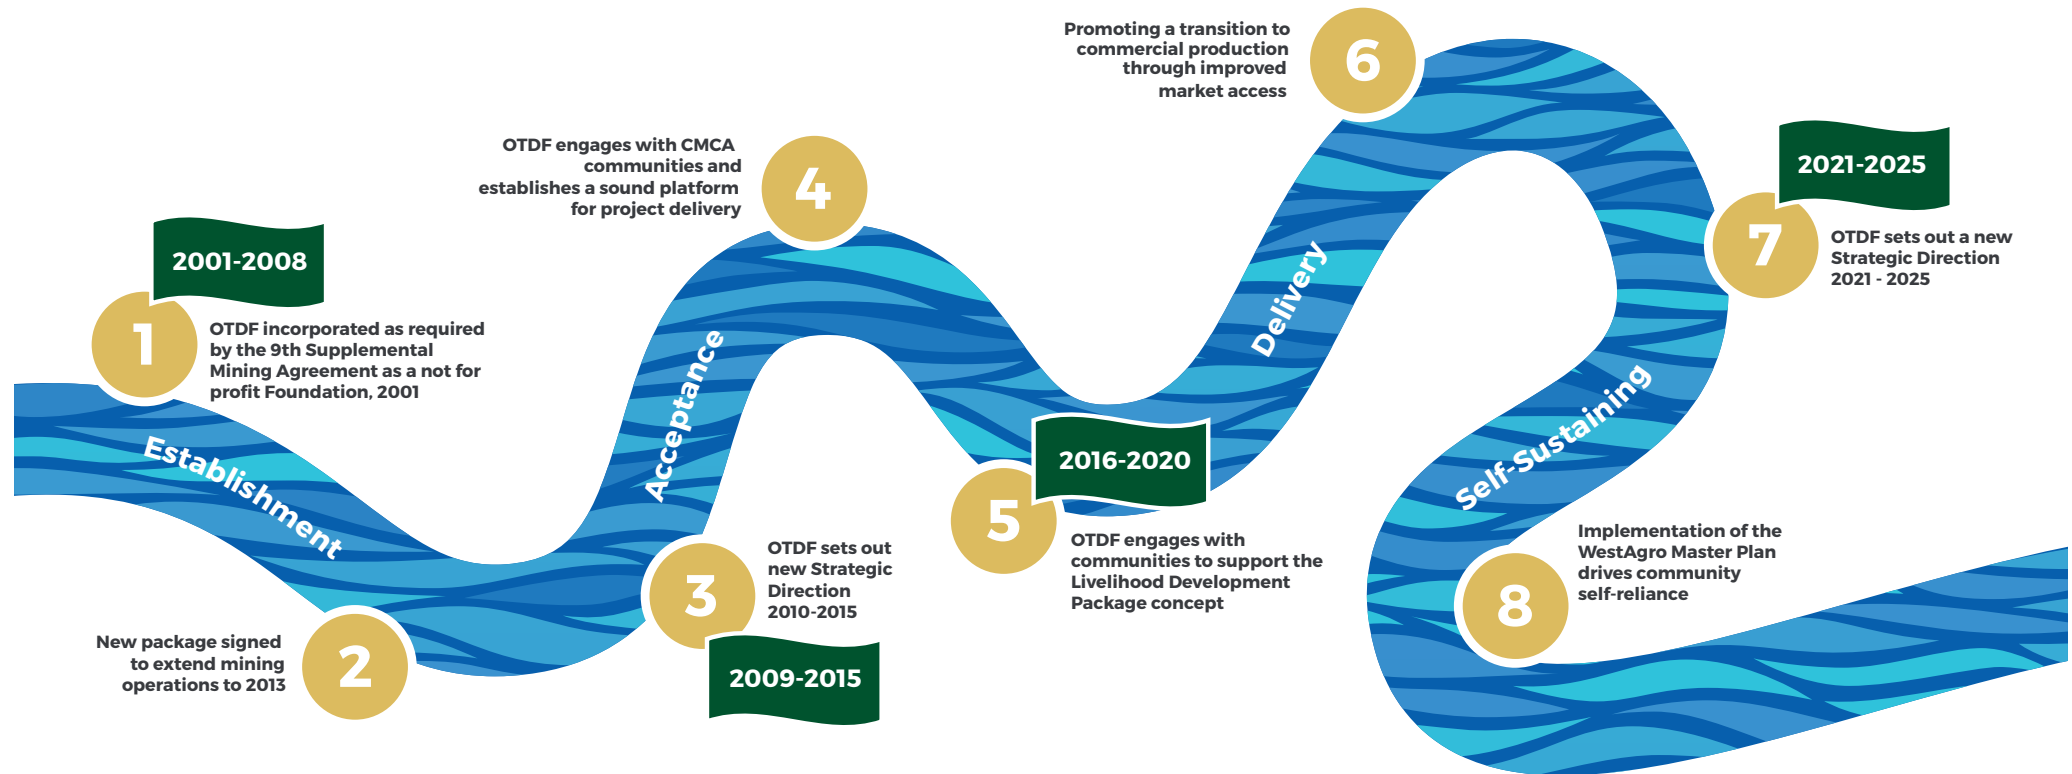 2001-2008
1
OTDF incorporated as required
by the 9th Supplemental
Mining Agreement as a not for
profit Foundation, 2001
Establishment
2
New package signed
to extend mining
operations to 2013
3
OTDF sets out
new Strategic
Direction
2010-2015
2009-2015
Acceptance
4
OTDF engages with CMCA
communities and
establishes a sound platform
for project delivery
5
2016-2020
OTDF engages with
communities to support the
Livelihood Development
Package concept
Delivery
6
Promoting a transition to
commercial production
through improved
market access
7
2021-2025
OTDF sets out a new
Strategic Direction
2021 - 2025
Self-Sustaining
8
Implementation of the
WestAgro Master Plan
drives community
self-reliance